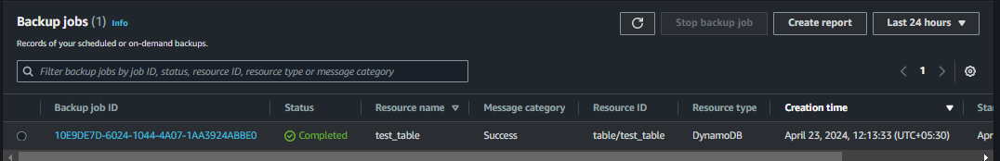 Backup jobs (1) Info
Stop backup job
Create report
Last 24 hours
Records of your scheduled or on-demand backups.
Filter backup jobs by job ID, status, resource ID, resource type or message category
1
Backup job ID Status Resource name Message category Resource ID Resource type Creation time Star
10E9DE7D-6024-1044-4A07-1AA3924ABBE0 Completed test_table Success table/test_table DynamoDB April 23, 2024, 12:13:33 (UTC+05:30) Apr